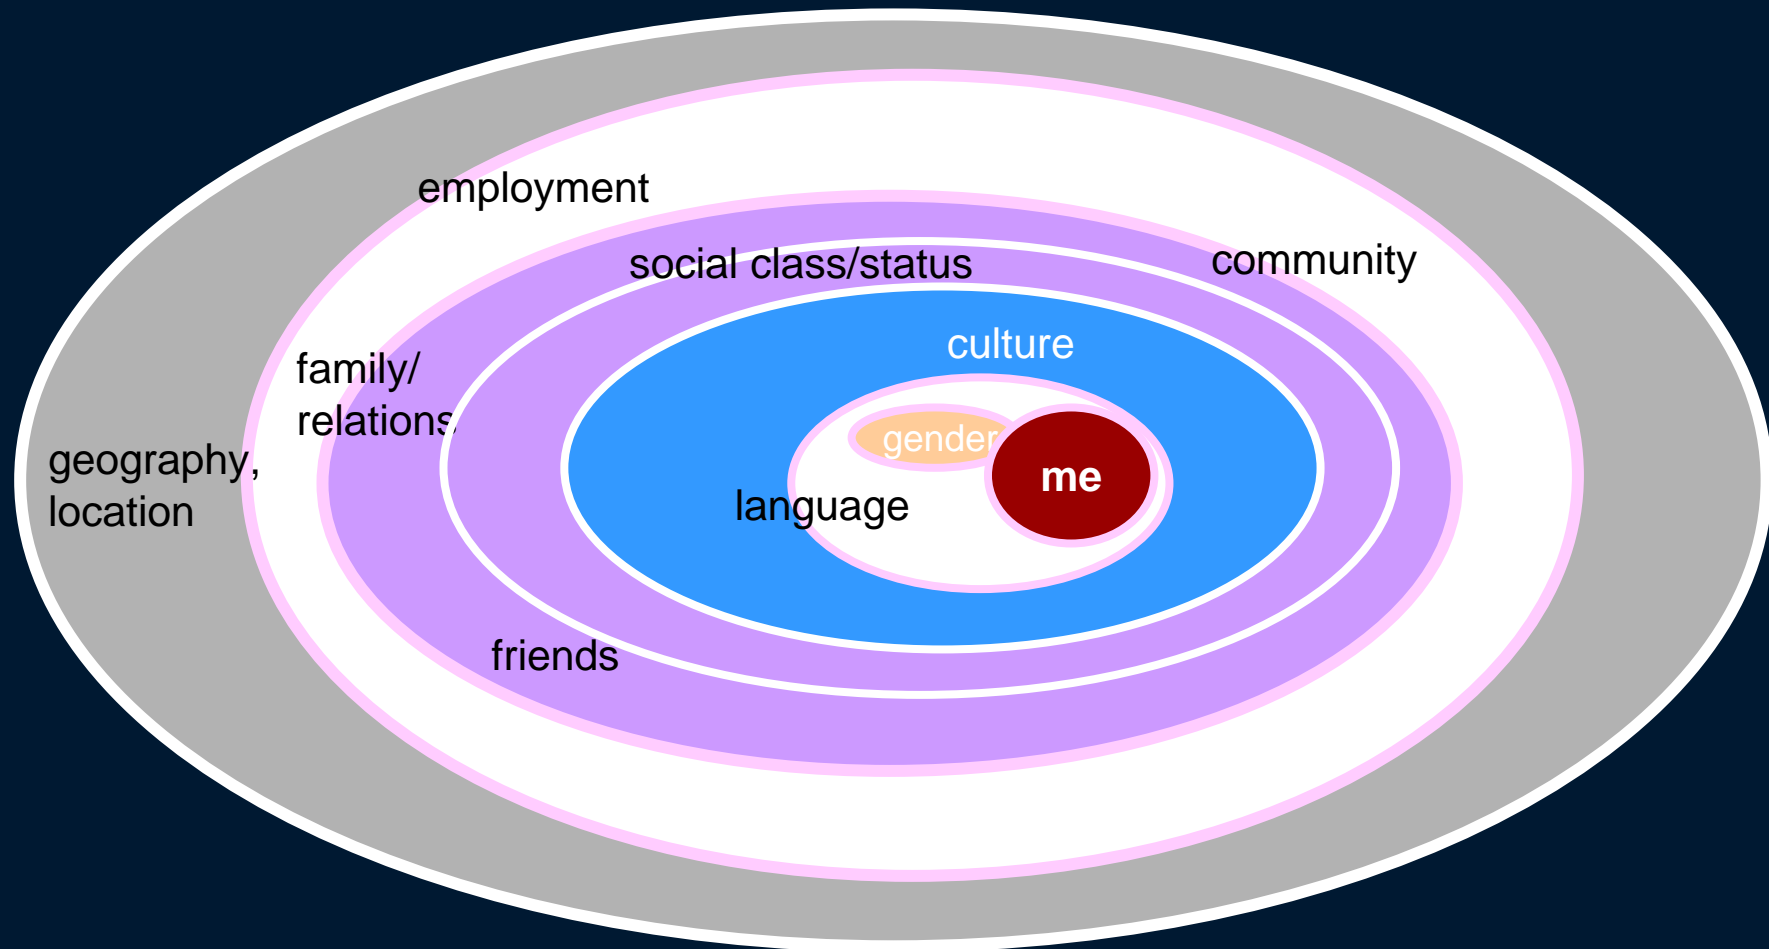 employment
social class/status
community
culture
family/
relations
gender
geography,
me
language
location
friends